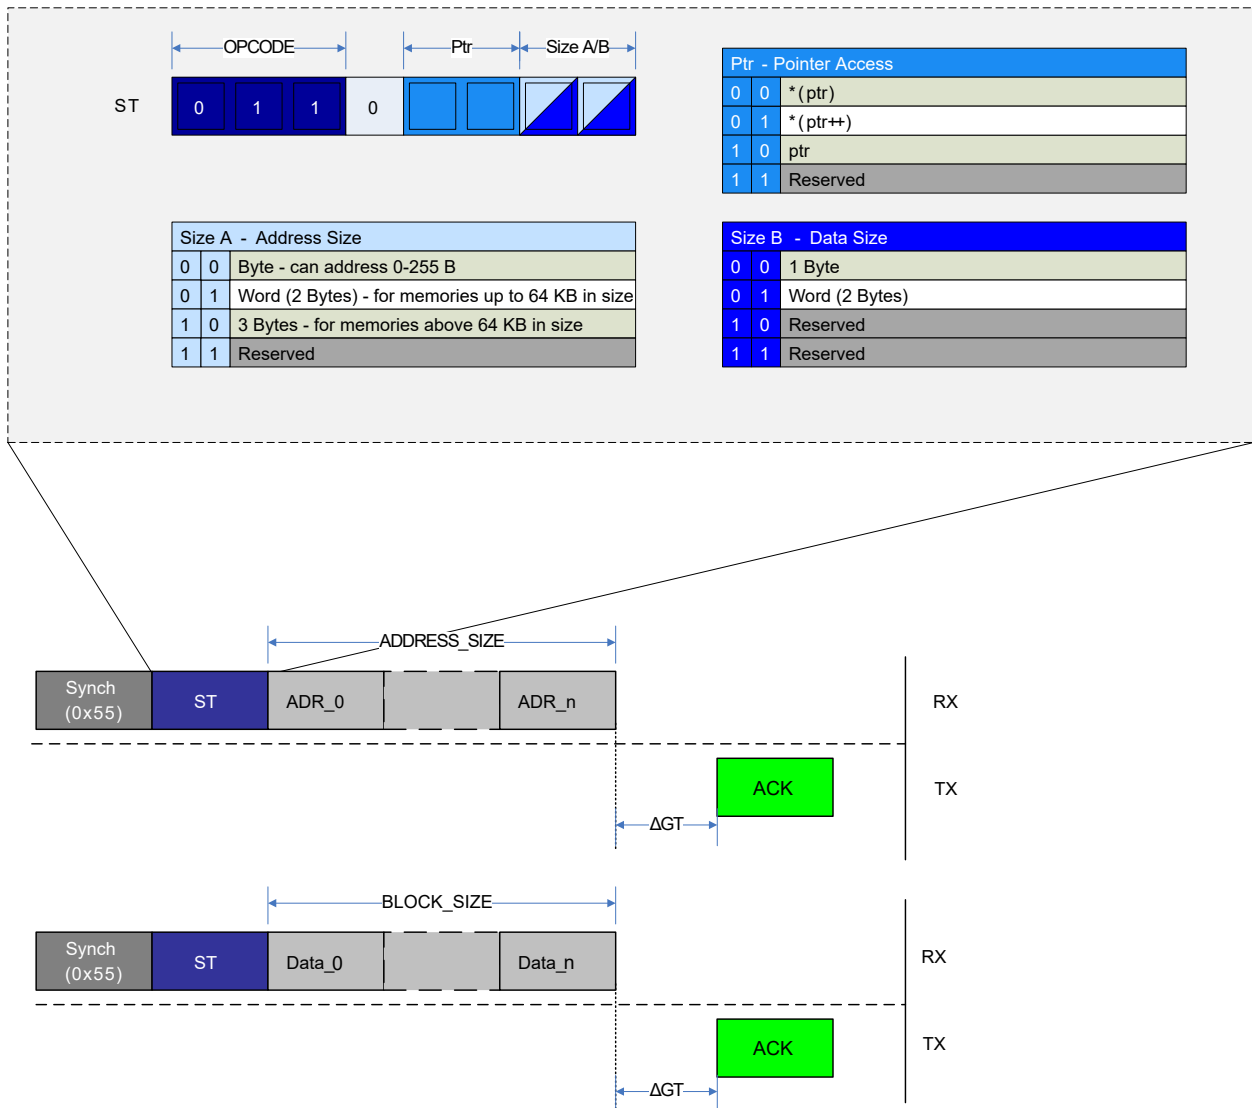 OPCODE Ptr Size A/B
ST 0 1 1 0
Ptr - Pointer Access
0 0 *(ptr)
0 1 *(ptr++)
1 0 ptr
1 1 Reserved
Size A - Address Size
0 0 Byte - can address 0-255 B
0 1 Word (2 Bytes) - for memories up to 64 KB in size
1 0 3 Bytes - for memories above 64 KB in size
1 1 Reserved
Size B - Data Size
0 0 1 Byte
0 1 Word (2 Bytes)
1 0 Reserved
1 1 Reserved
ADDRESS_SIZE
Synch
(0x55)
ST ADR_0 ADR_n RX
ACK TX
ΔGT
BLOCK_SIZE
Synch
(0x55)
ST Data_0 Data_n RX
ACK TX
ΔGT